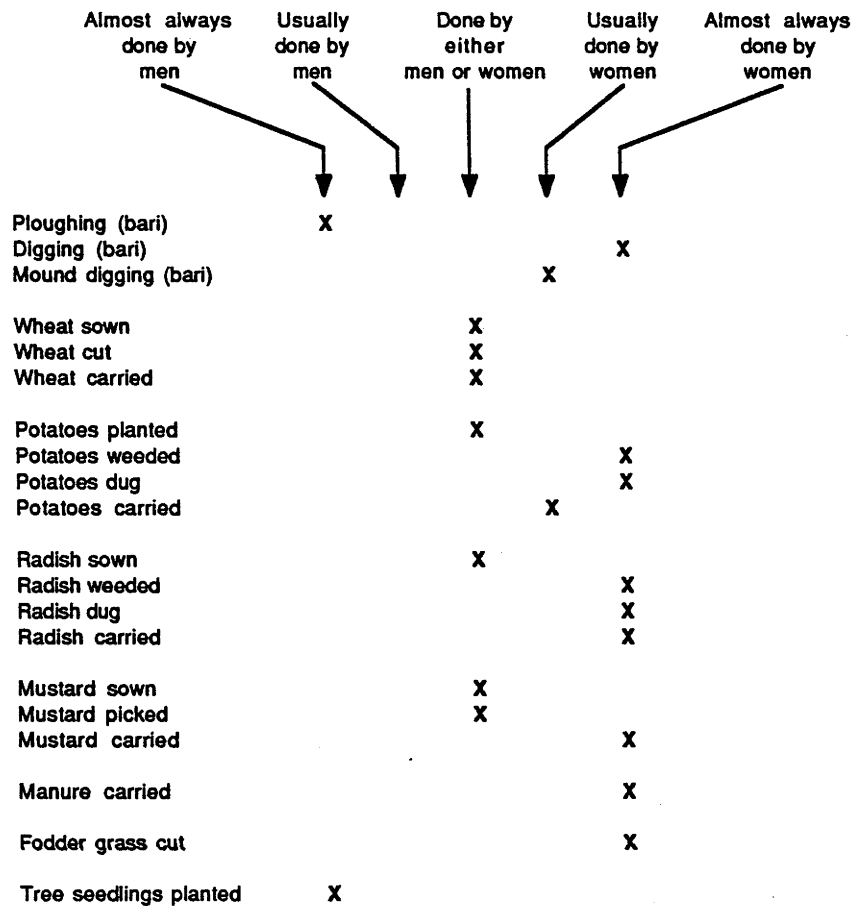 Almost always Usually Done by Usually Almost always
done by done by either done by done by
men men men or women women women
Ploughing (bari) X
Digging (bari) X
Mound digging (bari) X
Wheat sown X
Wheat cut X
Wheat carried X
Potatoes planted X
Potatoes weeded X
Potatoes dug X
Potatoes carried X
Radish sown X
Radish weeded X
Radish dug X
Radish carried X
Mustard sown X
Mustard picked X
Mustard carried X
Manure carried X
Fodder grass cut X
Tree seedlings planted X